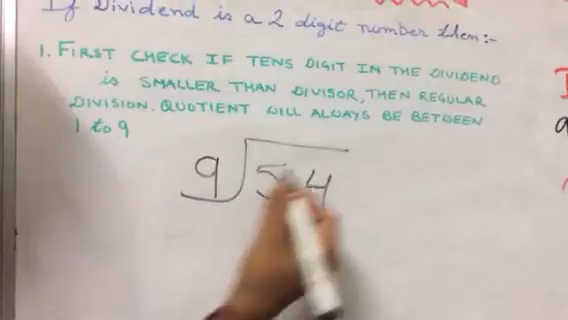 If Dividend is a 2 digit number then:-
1. FIRST CHECK IF TENS DIGIT IN THE DIVIDEND
is SMALLER THAN DIVISOR, THEN REGULAR
DIVISION. QUOTIENT WILL ALWAYS BE BETWEEN
1 to 9
9 54